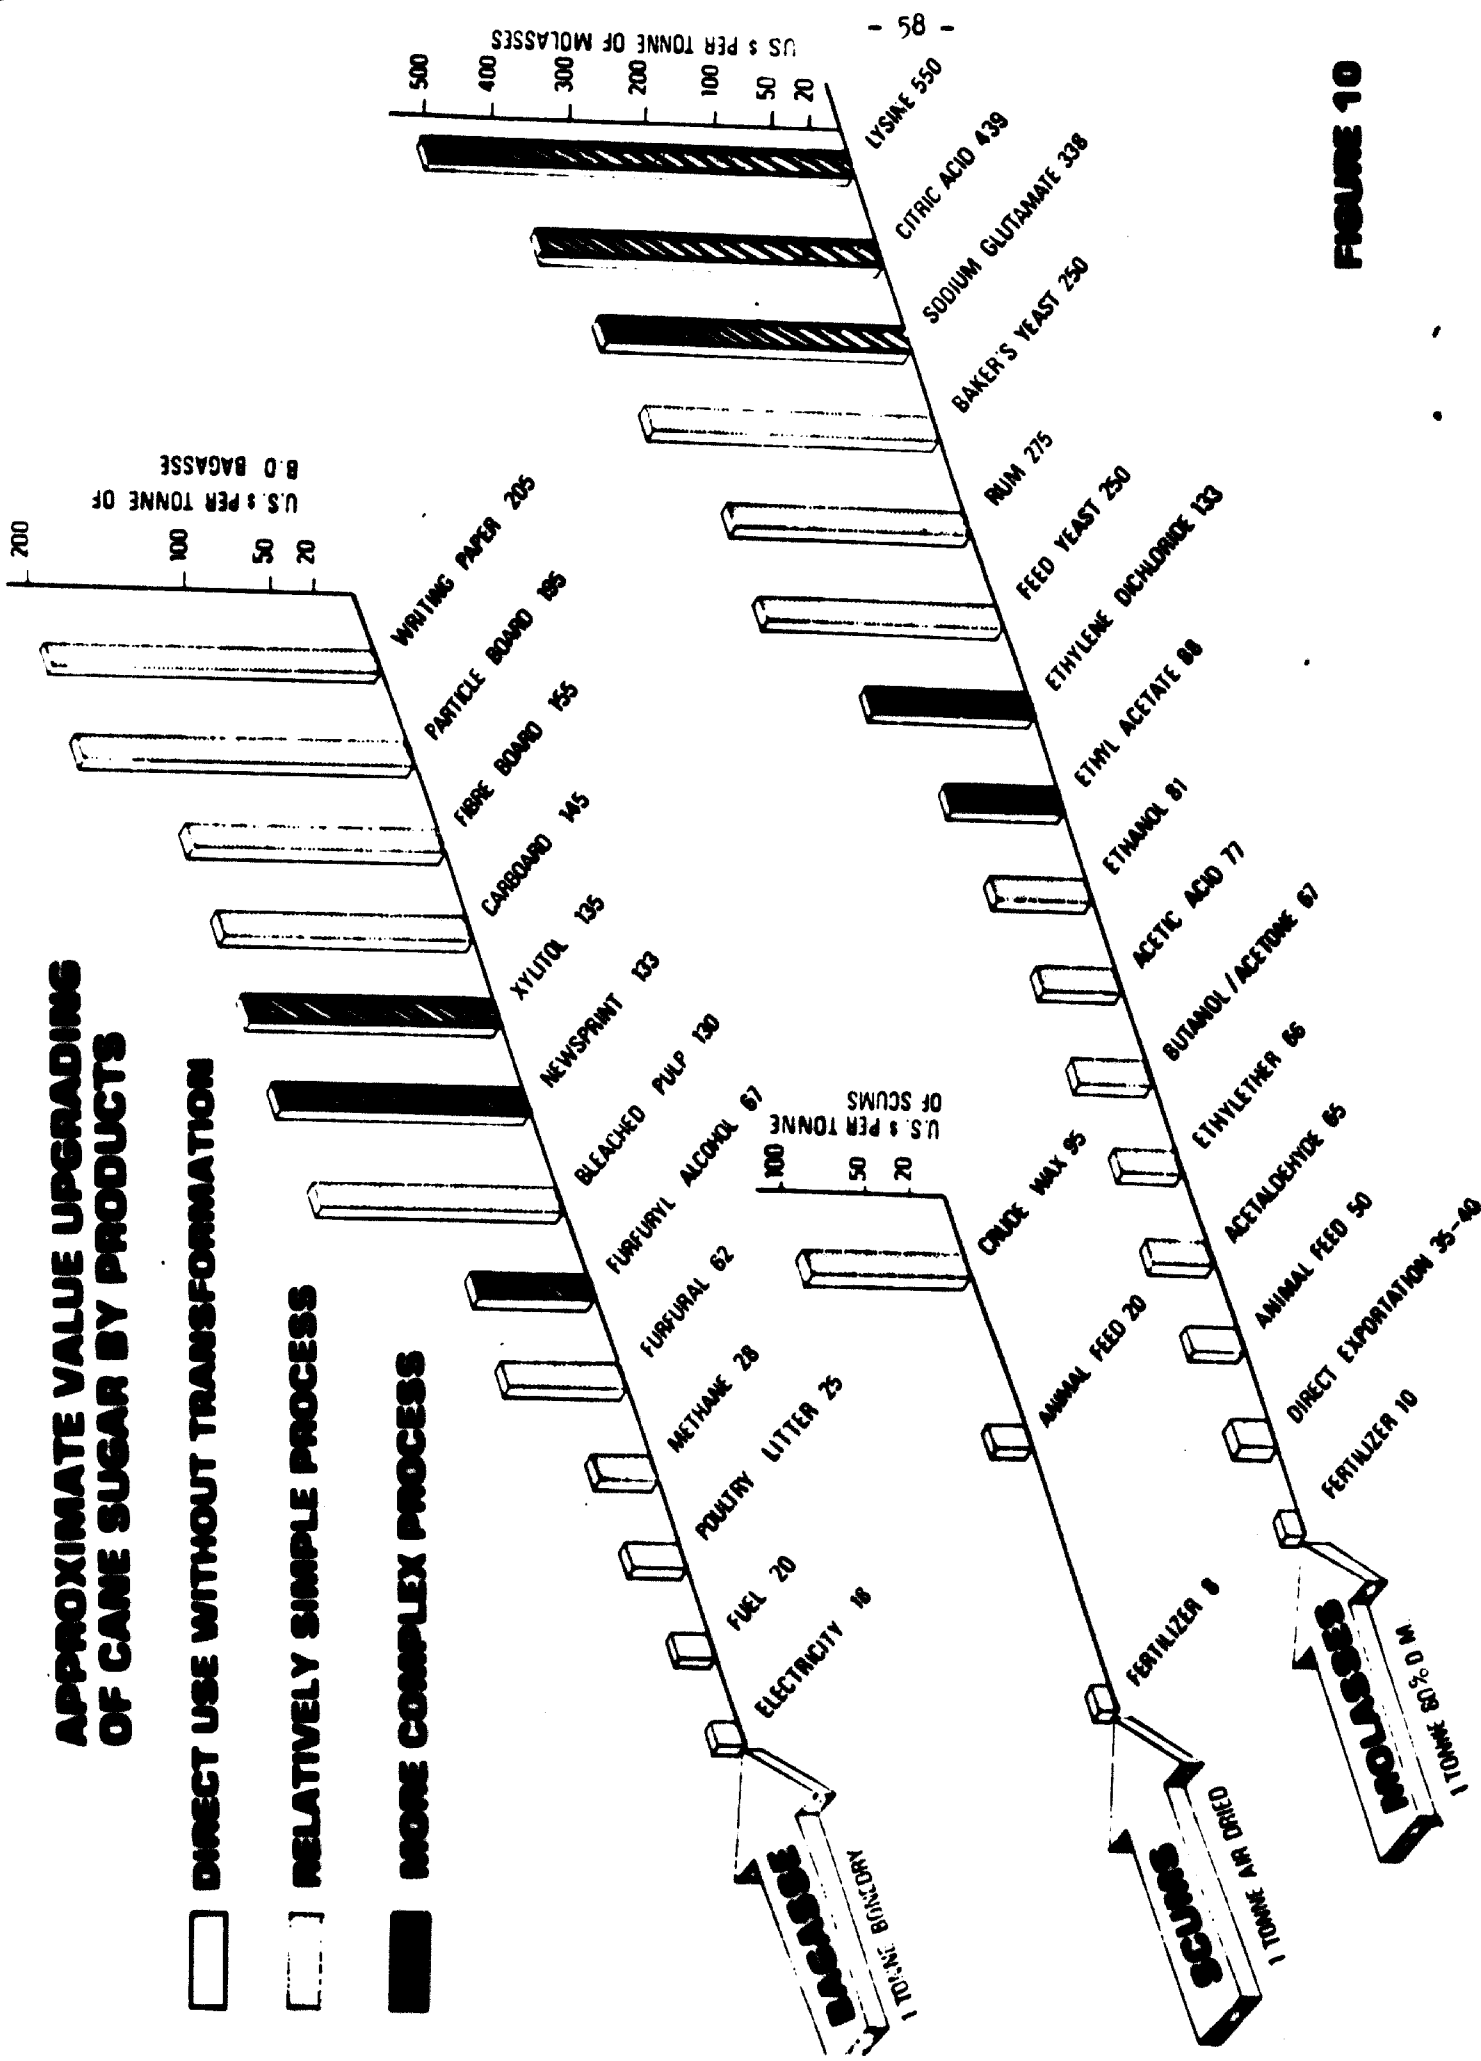 - 58 -
APPROXIMATE VALUE UPGRADING
OF CANE SUGAR BY PRODUCTS
DIRECT USE WITHOUT TRANSFORMATION
RELATIVELY SIMPLE PROCESS
MORE COMPLEX PROCESS
U.S. $ PER TONNE OF
B.D BAGASSE
200
100
50
20
WRITING PAPER 205
PARTICLE BOARD 195
FIBRE BOARD 155
CARBOARD 145
XYLITOL 135
NEWSPRINT 133
BLEACHED PULP 130
FURFURYL ALCOHOL 67
FURFURAL 62
METHANE 28
POULTRY LITTER 25
FUEL 20
ELECTRICITY 18
BAGASSE
1 TONNE BONEDRY
U.S. $ PER TONNE
OF SCUMS
100
50
20
CRUDE WAX 95
ANIMAL FEED 20
FERTILIZER 8
SCUMS
1 TONNE AIR DRIED
US $ PER TONNE OF MOLASSES
500
400
300
200
100
50
20
LYSINE 550
CITRIC ACID 439
SODIUM GLUTAMATE 338
BAKER'S YEAST 250
RUM 275
FEED YEAST 250
ETHYLENE DICHLORIDE 133
ETHYL ACETATE 88
ETHANOL 81
ACETIC ACID 77
BUTANOL/ACETONE 67
ETHYLETHER 66
ACETALDEHYDE 65
ANIMAL FEED 50
DIRECT EXPORTATION 35-40
FERTILIZER 10
MOLASSES
1 TONNE 80% D M.
FIGURE 10